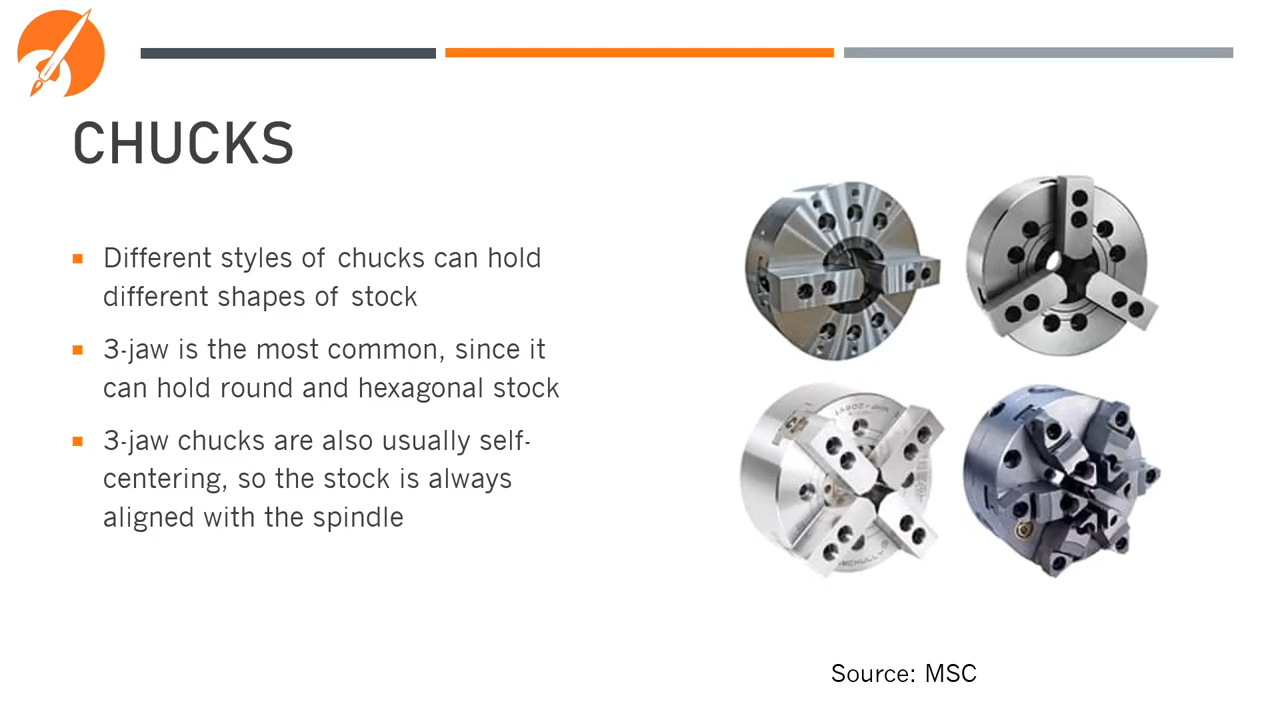 CHUCKS
Different styles of chucks can hold
different shapes of stock
3-jaw is the most common, since it
can hold round and hexagonal stock
3-jaw chucks are also usually self-
centering, so the stock is always
aligned with the spindle
Source: MSC